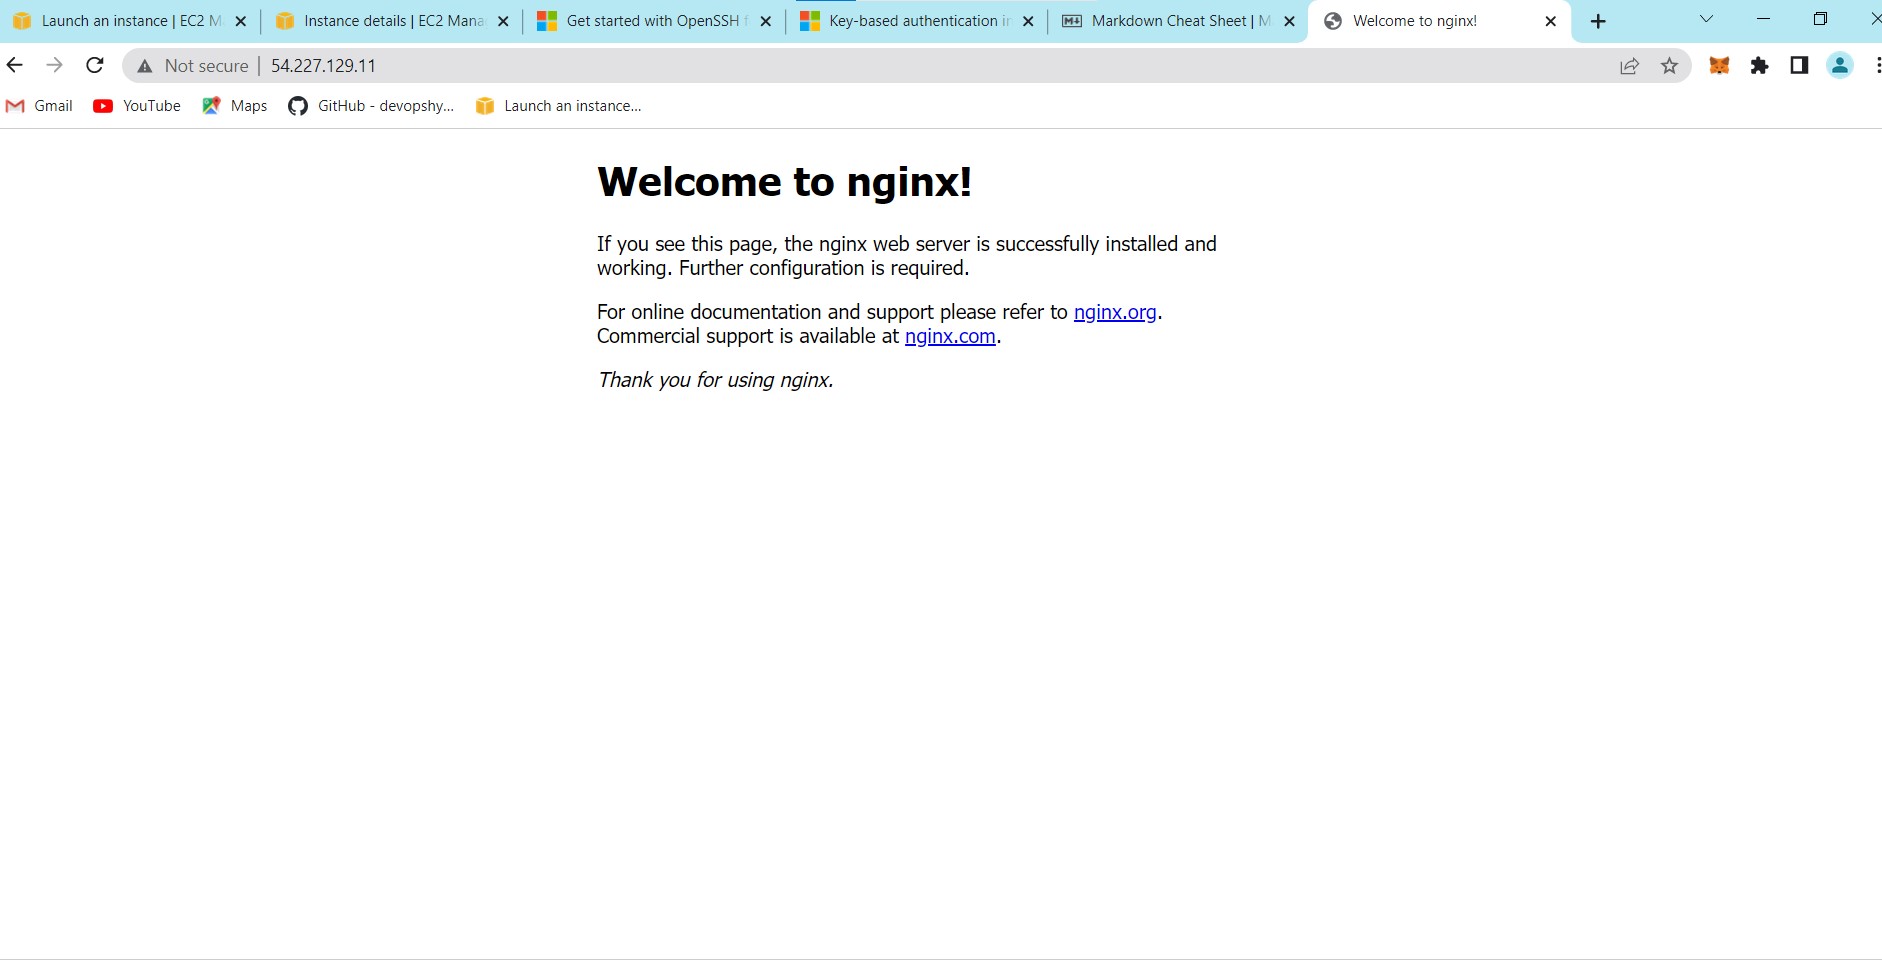 Launch an instance | EC2 M
Instance details | EC2 Mana
Get started with OpenSSH f
Key-based authentication in
Markdown Cheat Sheet | M
Welcome to nginx!
Not secure | 54.227.129.11
Gmail
YouTube
Maps
GitHub - devopshy...
Launch an instance...
Welcome to nginx!
If you see this page, the nginx web server is successfully installed and
working. Further configuration is required.
For online documentation and support please refer to nginx.org.
Commercial support is available at nginx.com.
Thank you for using nginx.